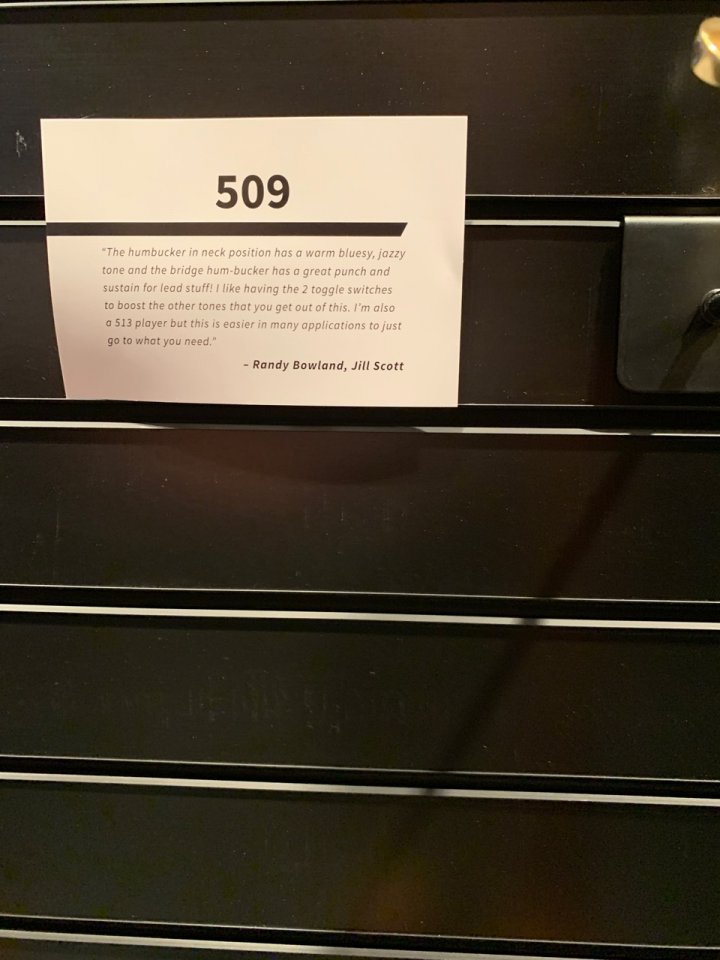 509
"The humbucker in neck position has a warm bluesy, jazzy
tone and the bridge hum-bucker has a great punch and
sustain for lead stuff! I like having the 2 toggle switches
to boost the other tones that you get out of this. I'm also
a 513 player but this is easier in many applications to just
go to what you need."
– Randy Bowland, Jill Scott